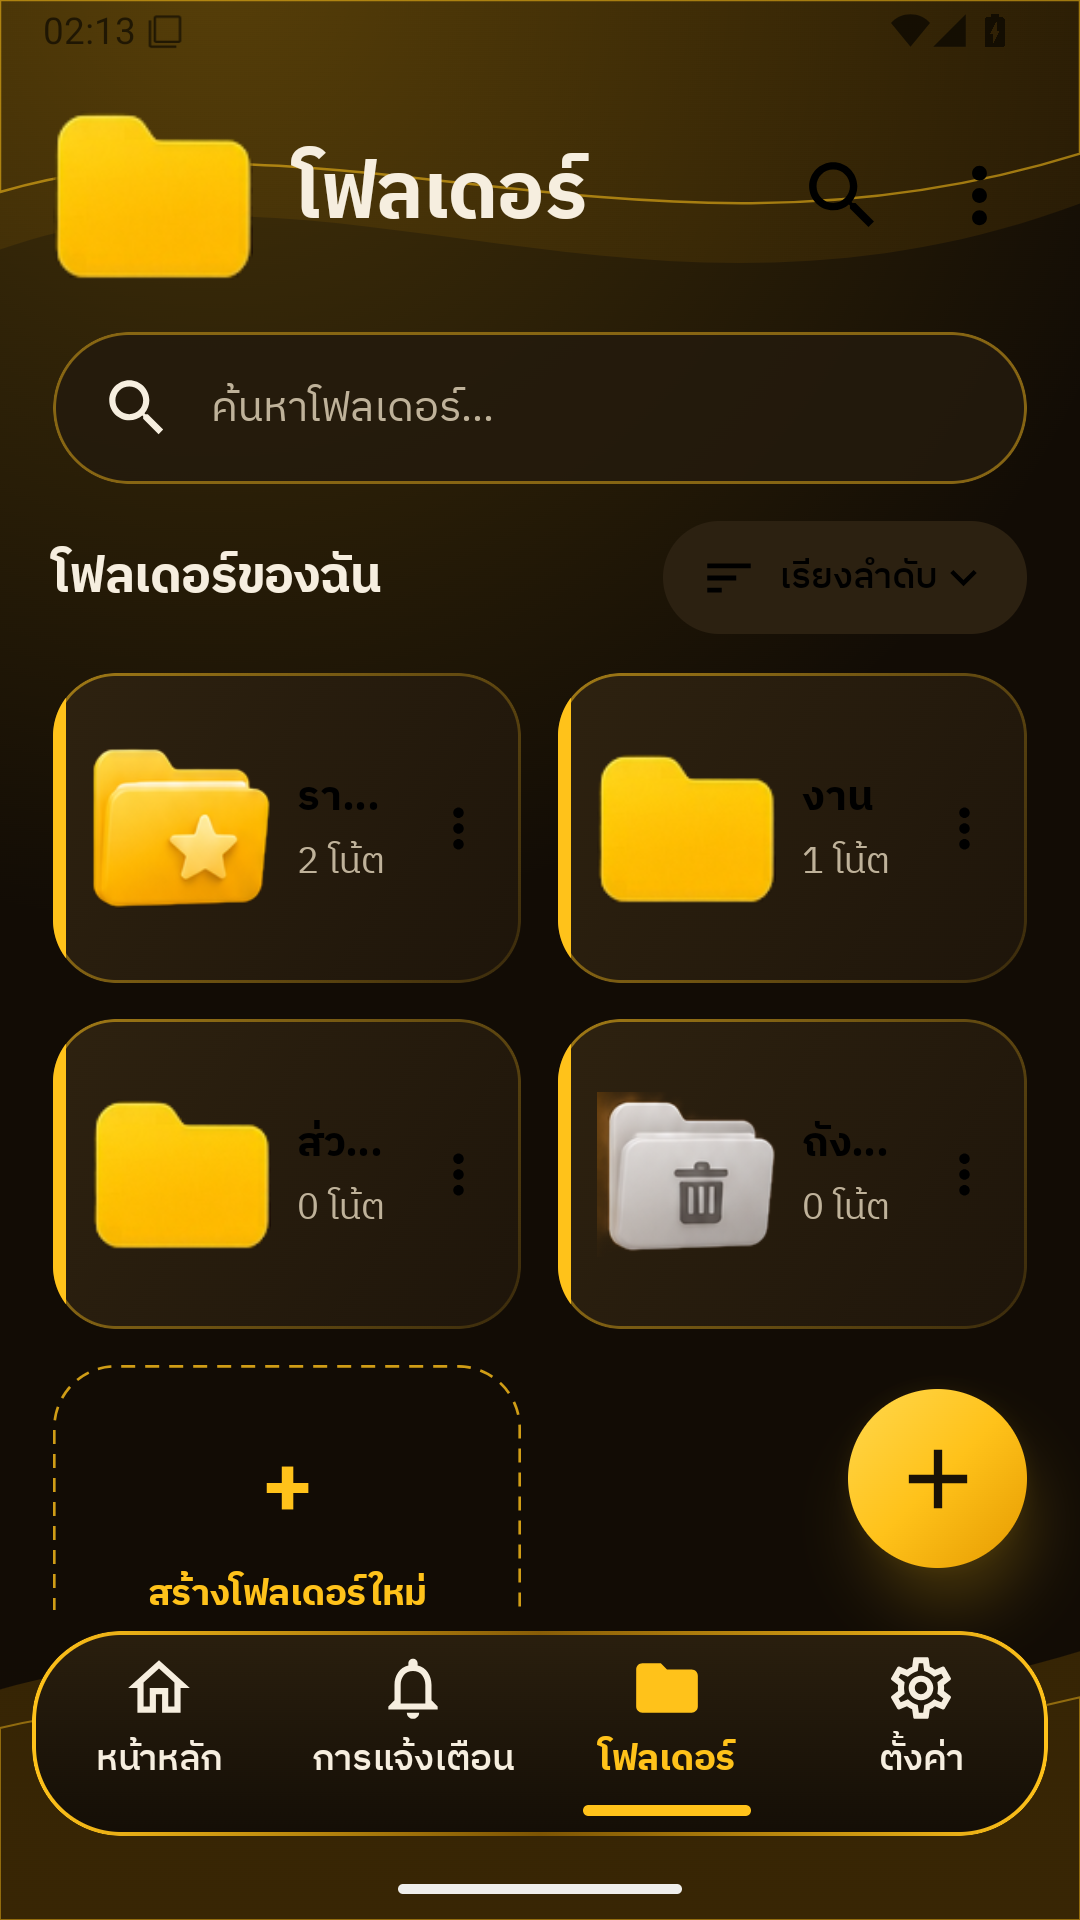 02:13
โฟลเดอร์
ค้นหาโฟลเดอร์...
โฟลเดอร์ของฉัน
เรียงลำดับ
รา...
2 โน้ต
งาน
1 โน้ต
ส่ว...
0 โน้ต
ถัง...
0 โน้ต
+
สร้างโฟลเดอร์ใหม่
หน้าหลัก
การแจ้งเตือน
โฟลเดอร์
ตั้งค่า